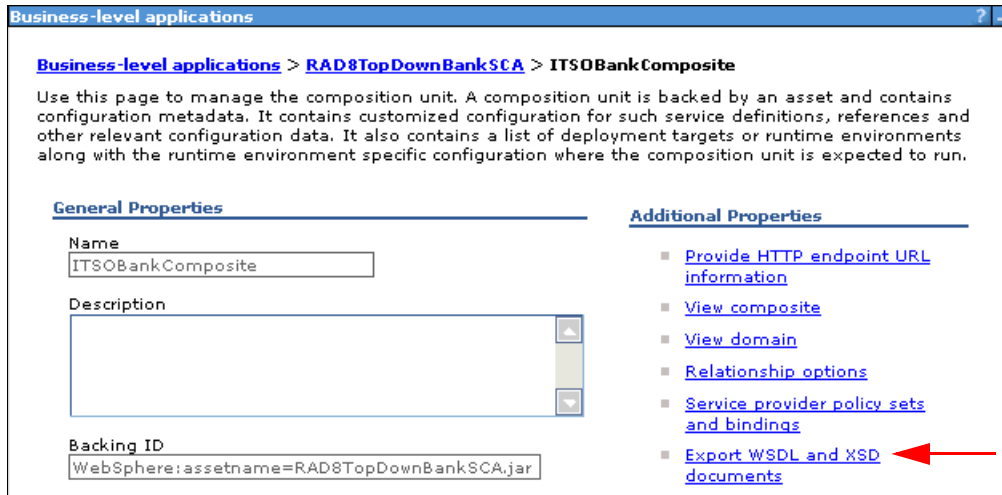 Business-level applications ? -
Business-level applications > RAD8TopDownBankSCA > ITSOBankComposite
Use this page to manage the composition unit. A composition unit is backed by an asset and contains
configuration metadata. It contains customized configuration for such service definitions, references and
other relevant configuration data. It also contains a list of deployment targets or runtime environments
along with the runtime environment specific configuration where the composition unit is expected to run.
General Properties
Name
ITSOBankComposite
Description
Backing ID
WebSphere:assetname=RAD8TopDownBankSCA.jar
Additional Properties
Provide HTTP endpoint URL
information
View composite
View domain
Relationship options
Service provider policy sets
and bindings
Export WSDL and XSD
documents